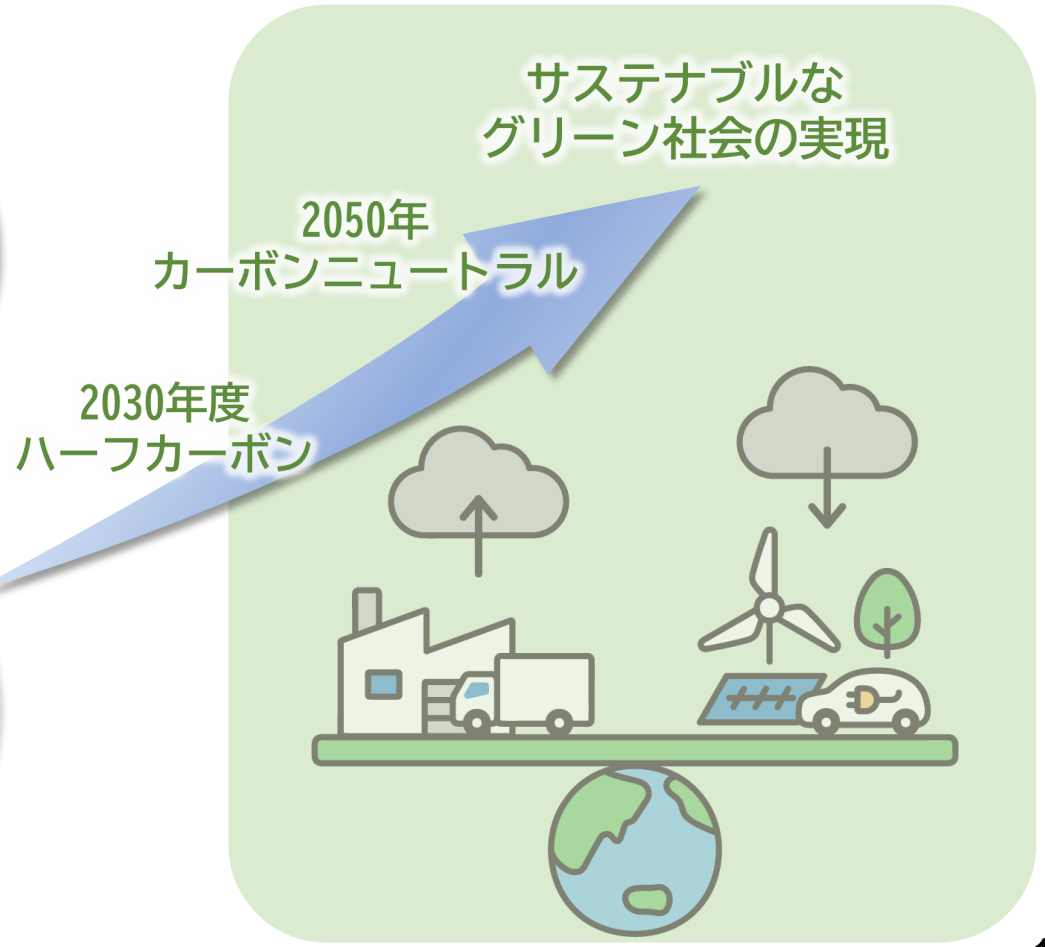 サステナブルな
グリーン社会の実現
2050年
カーボンニュートラル
2030年度
ハーフカーボン